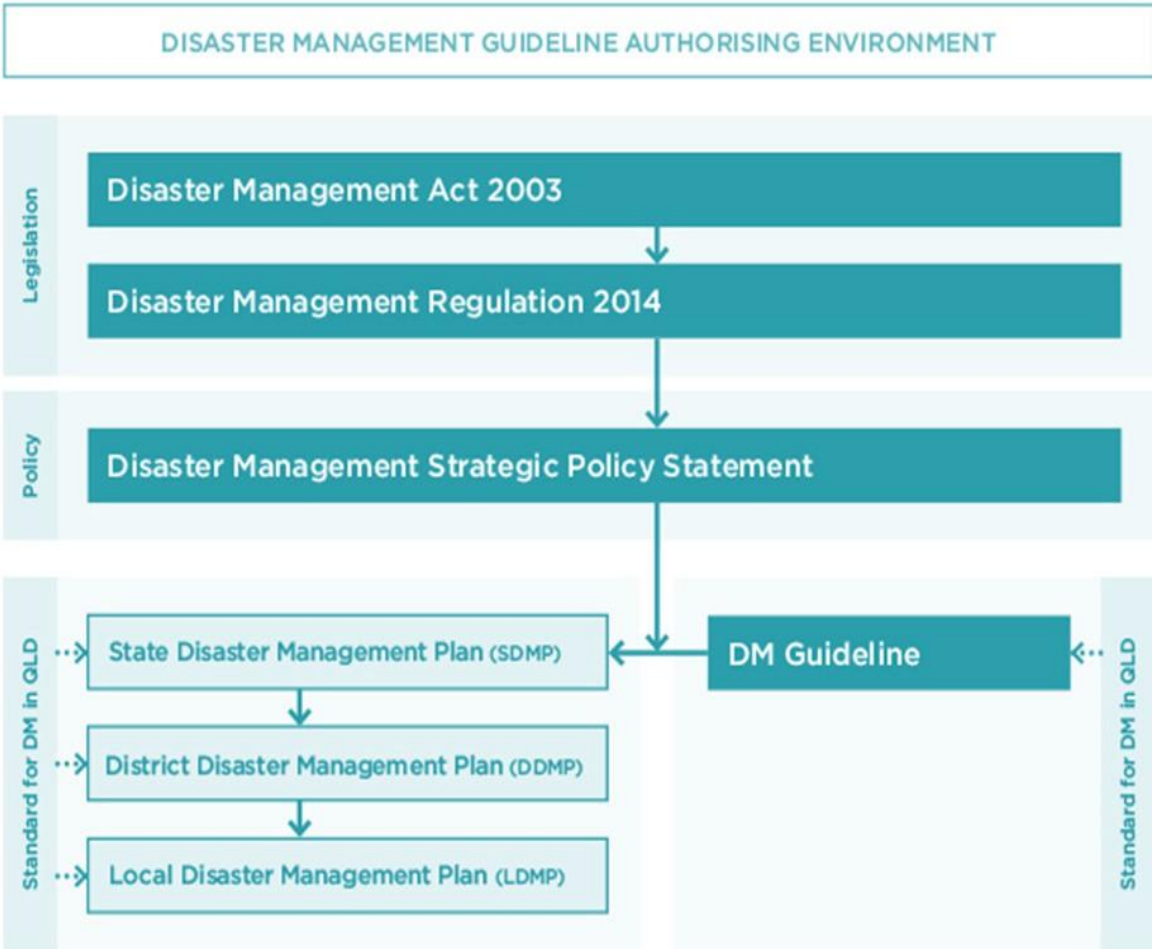 DISASTER MANAGEMENT GUIDELINE AUTHORISING ENVIRONMENT
Legislation
Disaster Management Act 2003
Disaster Management Regulation 2014
Policy
Disaster Management Strategic Policy Statement
Standard for DM in QLD
State Disaster Management Plan (SDMP)
District Disaster Management Plan (DDMP)
Local Disaster Management Plan (LDMP)
DM Guideline
Standard for DM in QLD